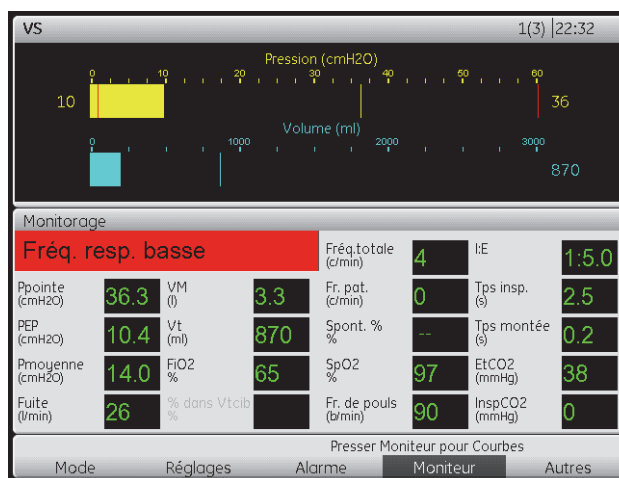 VS 1(3) |22:32
Pression (cmH2O)
0 10 20 30 40 50 60
10 36
Volume (ml)
0 1000 2000 3000
870
Monitorage
Fréq. resp. basse Fréq.totale (c/min) 4 I:E 1:5.0
Ppointe (cmH2O) 36.3 VM (l) 3.3 Fr. pat. (c/min) 0 Tps insp. (s) 2.5
PEP (cmH2O) 10.4 Vt (ml) 870 Spont. % % -- Tps montée (s) 0.2
Pmoyenne (cmH2O) 14.0 FiO2 % 65 SpO2 % 97 EtCO2 (mmHg) 38
Fuite (l/min) 26 % dans Vtcib % Fr. de pouls (b/min) 90 InspCO2 (mmHg) 0
Presser Moniteur pour Courbes
Mode Réglages Alarme Moniteur Autres